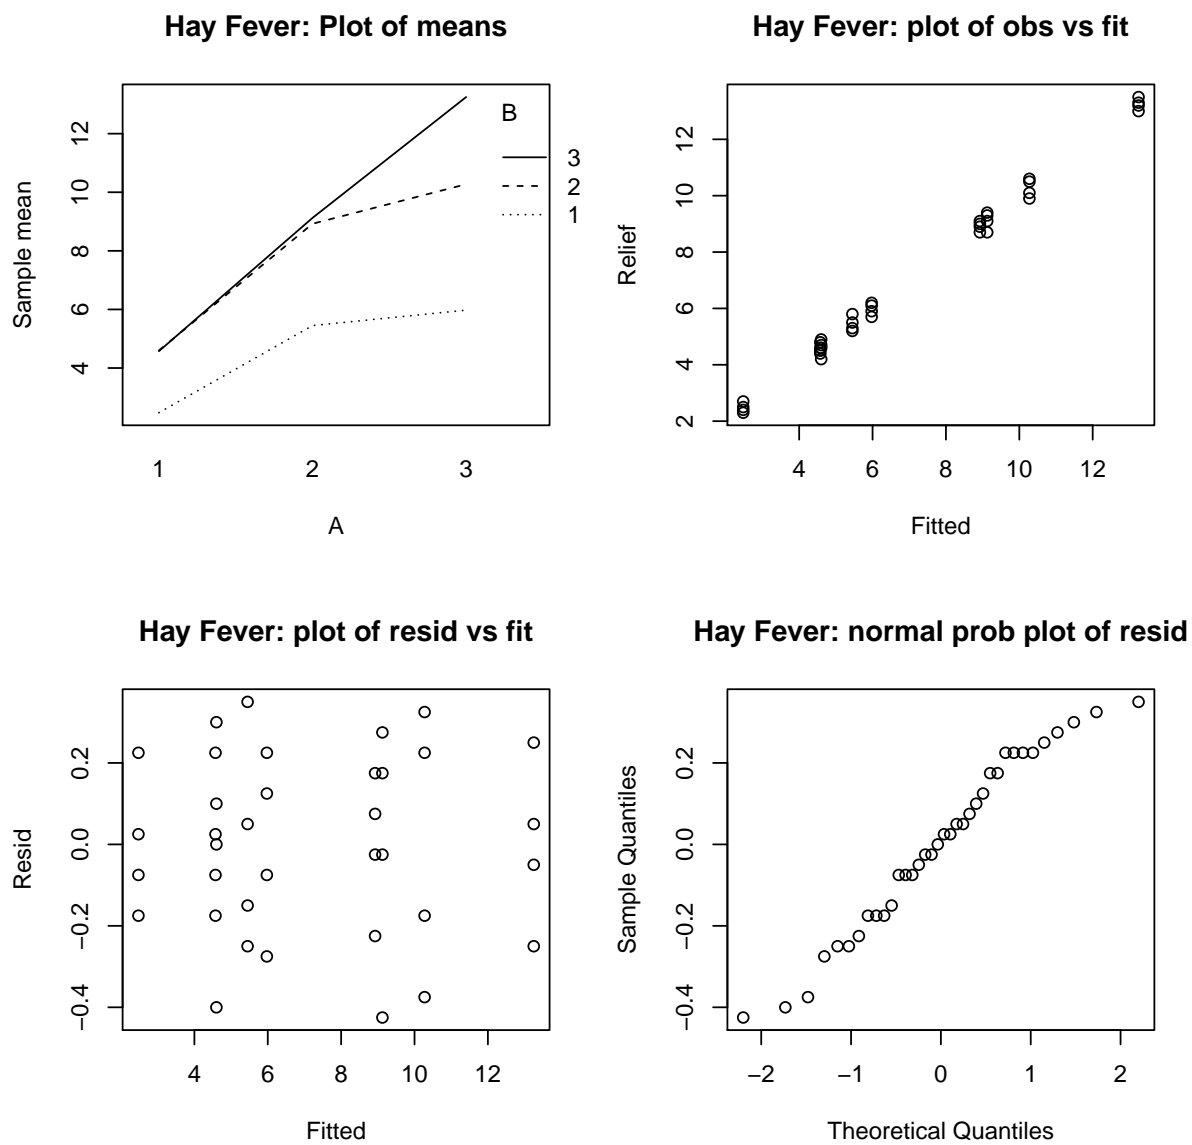 Hay Fever: Plot of means
Sample mean
12
10
8
6
4
B
3
2
1
1 2 3
A
Hay Fever: plot of obs vs fit
Relief
12
10
8
6
4
2
4 6 8 10 12
Fitted
Hay Fever: plot of resid vs fit
Resid
0.2
0.0
−0.2
−0.4
4 6 8 10 12
Fitted
Hay Fever: normal prob plot of resid
Sample Quantiles
0.2
0.0
−0.2
−0.4
−2 −1 0 1 2
Theoretical Quantiles